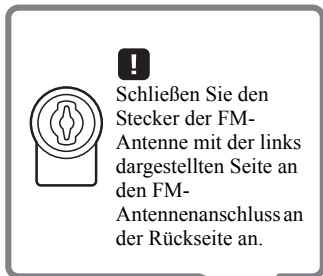 !
Schließen Sie den
Stecker der FM-
Antenne mit der links
dargestellten Seite an
den FM-
Antennenanschluss an
der Rückseite an.